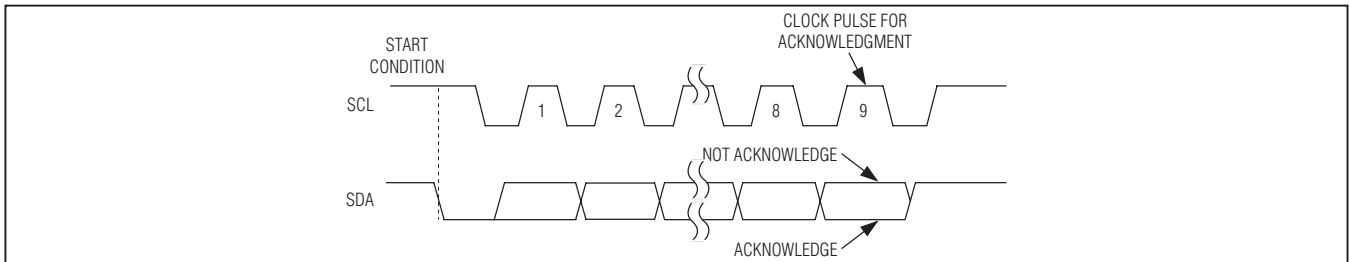 CLOCK PULSE FOR
ACKNOWLEDGMENT
START
CONDITION
SCL
1
2
8
9
NOT ACKNOWLEDGE
SDA
ACKNOWLEDGE